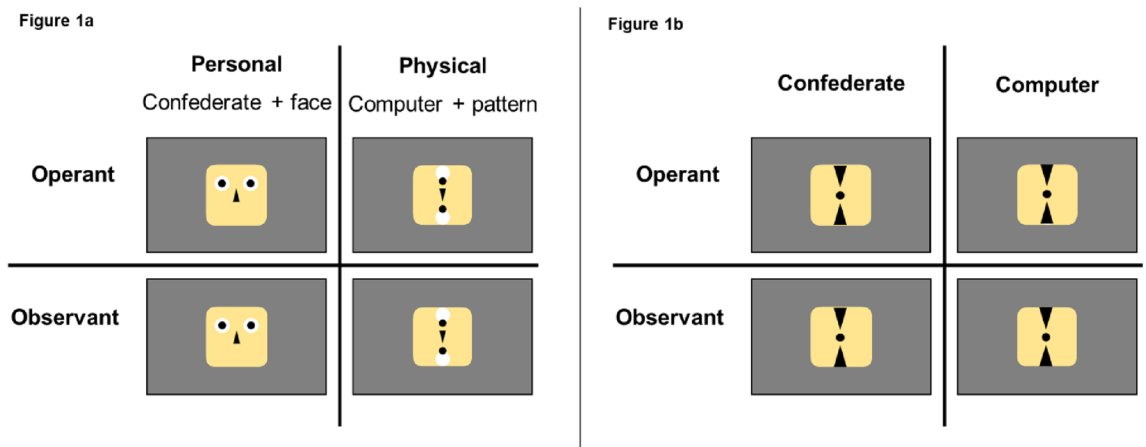 Figure 1a
Personal
Physical
Confederate + face
Computer + pattern
Operant
Observant
Figure 1b
Confederate
Computer
Operant
Observant